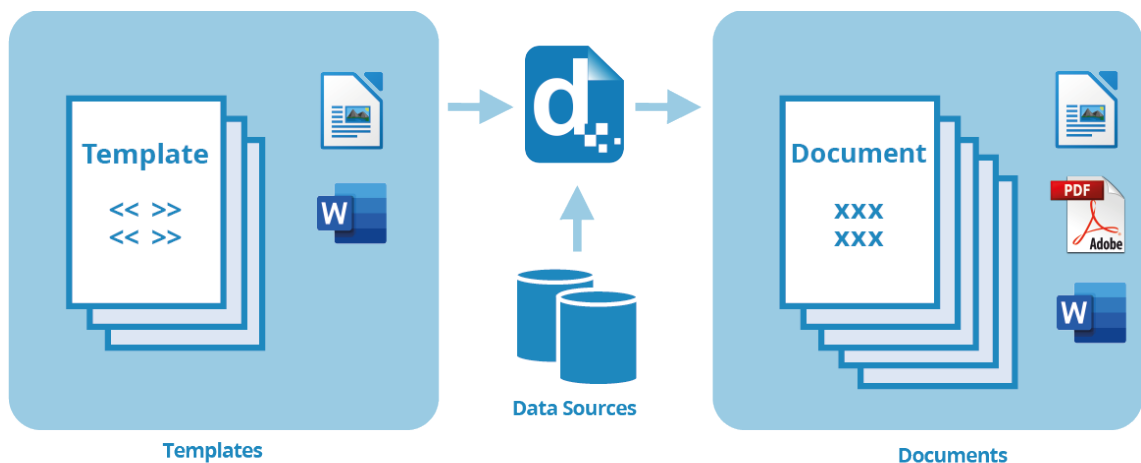 Template
<< >>
<< >>
W
Templates
d
Data Sources
Document
xxx
xxx
PDF
Adobe
W
Documents